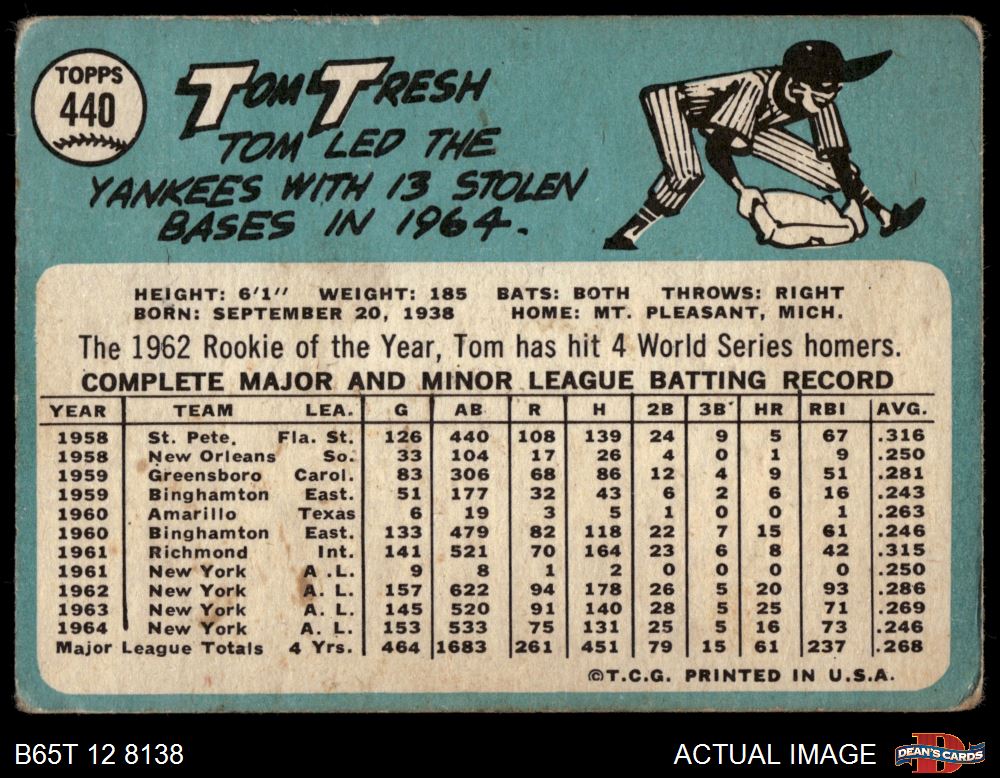 TOPPS
440
TOM TRESH
TOM LED THE
YANKEES WITH 13 STOLEN
BASES IN 1964.
HEIGHT: 6'1" WEIGHT: 185 BATS: BOTH THROWS: RIGHT
BORN: SEPTEMBER 20, 1938 HOME: MT. PLEASANT, MICH.
The 1962 Rookie of the Year, Tom has hit 4 World Series homers.
COMPLETE MAJOR AND MINOR LEAGUE BATTING RECORD
YEAR TEAM LEA. G AB R H 2B 3B HR RBI AVG.
1958 St. Pete. Fla. St. 126 440 108 139 24 9 5 67 .316
1958 New Orleans So. 33 104 17 26 4 0 1 9 .250
1959 Greensboro Carol. 83 306 68 86 12 4 9 51 .281
1959 Binghamton East. 51 177 32 43 6 2 6 16 .243
1960 Amarillo Texas 6 19 3 5 1 0 0 1 .263
1960 Binghamton East. 133 479 82 118 22 7 15 61 .246
1961 Richmond Int. 141 521 70 164 23 6 8 42 .315
1961 New York A .L. 9 8 1 2 0 0 0 0 .250
1962 New York A. L. 157 622 94 178 26 5 20 93 .286
1963 New York A. L. 145 520 91 140 28 5 25 71 .269
1964 New York A. L. 153 533 75 131 25 5 16 73 .246
Major League Totals 4 Yrs. 464 1683 261 451 79 15 61 237 .268
©T.C.G. PRINTED IN U.S.A.
B65T 12 8138 ACTUAL IMAGE DEAN'S CARDS